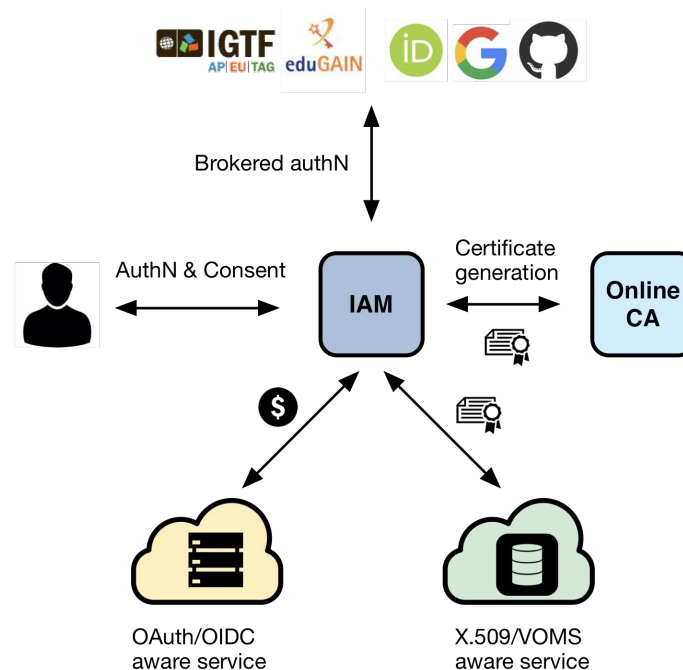 IGTF
AP|EU|TAG
eduGAIN
iD
G
Brokered authN
AuthN & Consent
IAM
Certificate
generation
Online
CA
$
OAuth/OIDC
aware service
X.509/VOMS
aware service